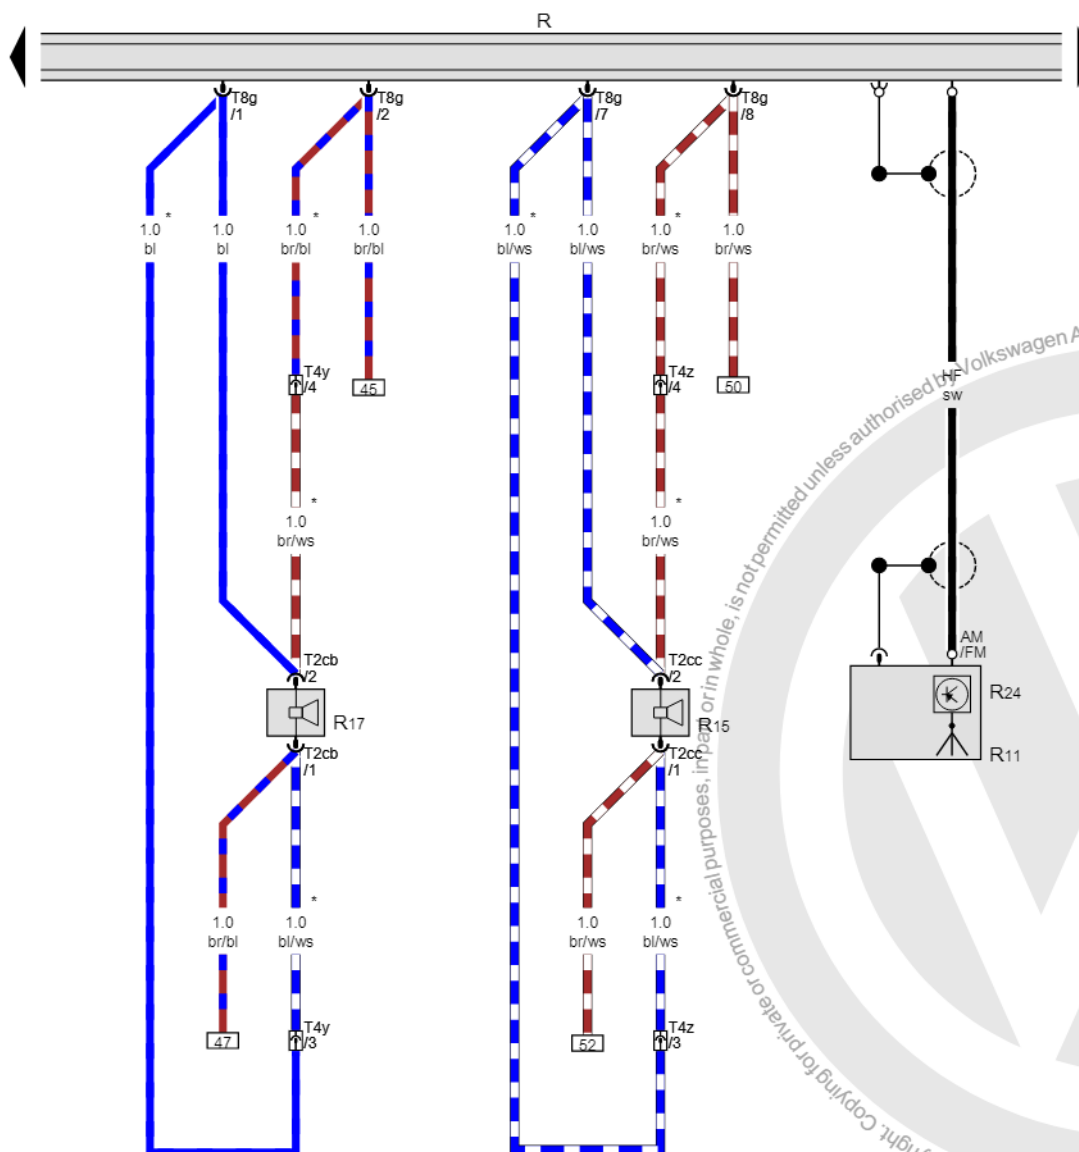 R
T8g
/1
T8g
/2
T8g
/7
T8g
/8
*
*
*
*
1.0
bl
1.0
bl
1.0
br/bl
1.0
br/bl
1.0
bl/ws
1.0
bl/ws
1.0
br/ws
1.0
br/ws
T4y
/4
45
T4z
/4
50
HF
sw
*
*
1.0
br/ws
1.0
br/ws
T2cb
/2
T2cc
/2
AM
/FM
R17
R15
R24
R11
T2cb
/1
T2cc
/1
*
*
1.0
br/bl
1.0
bl/ws
1.0
br/ws
1.0
bl/ws
47
T4y
/3
52
T4z
/3
yright. Copying for private or commercial purposes, in part or in whole, is not permitted unless authorised by Volkswagen A